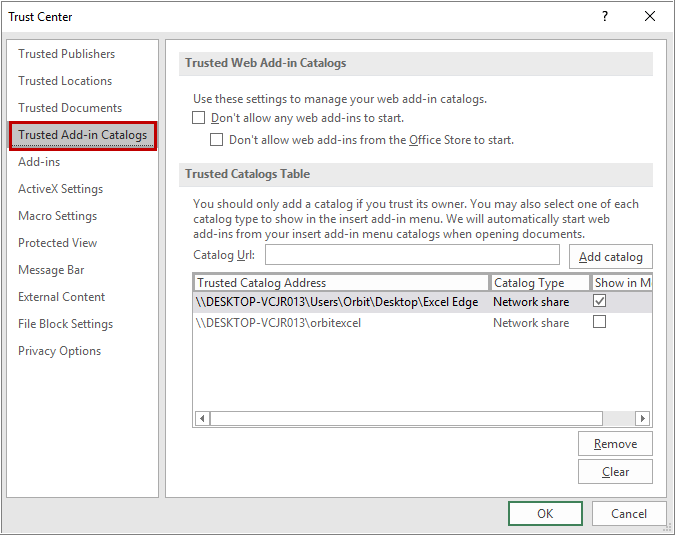 Trust Center
?
Trusted Publishers
Trusted Locations
Trusted Documents
Trusted Add-in Catalogs
Add-ins
ActiveX Settings
Macro Settings
Protected View
Message Bar
External Content
File Block Settings
Privacy Options
Trusted Web Add-in Catalogs
Use these settings to manage your web add-in catalogs.
Don't allow any web add-ins to start.
Don't allow web add-ins from the Office Store to start.
Trusted Catalogs Table
You should only add a catalog if you trust its owner. You may also select one of each
catalog type to show in the insert add-in menu. We will automatically start web
add-ins from your insert add-in menu catalogs when opening documents.
Catalog Url:
Add catalog
Trusted Catalog Address Catalog Type Show in M
\\DESKTOP-VCJR013\Users\Orbit\Desktop\Excel Edge Network share
\\DESKTOP-VCJR013\orbitexcel Network share
Remove
Clear
OK Cancel